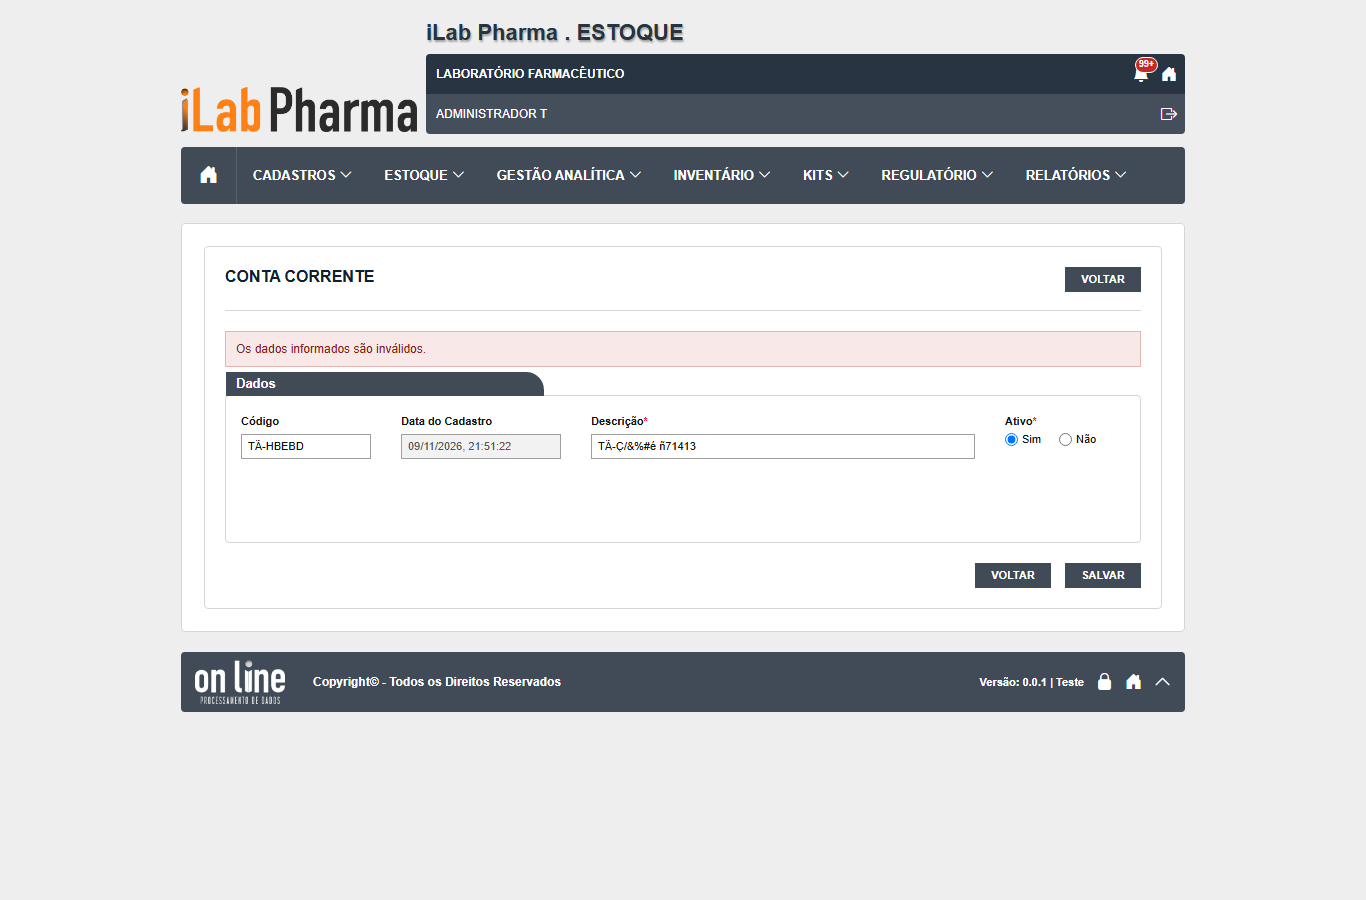 iLab Pharma . ESTOQUE
iLab Pharma
LABORATÓRIO FARMACÊUTICO
99+
ADMINISTRADOR T
CADASTROS ESTOQUE GESTÃO ANALÍTICA INVENTÁRIO KITS REGULATÓRIO RELATÓRIOS
CONTA CORRENTE
VOLTAR
Os dados informados são inválidos.
Dados
Código Data do Cadastro Descrição* Ativo*
TÄ-HBEBD 09/11/2026, 21:51:22 TÄ-Ç/&%#é ñ71413 Sim Não
VOLTAR SALVAR
on line
PROCESSAMENTO DE DADOS
Copyright© - Todos os Direitos Reservados
Versão: 0.0.1 | Teste